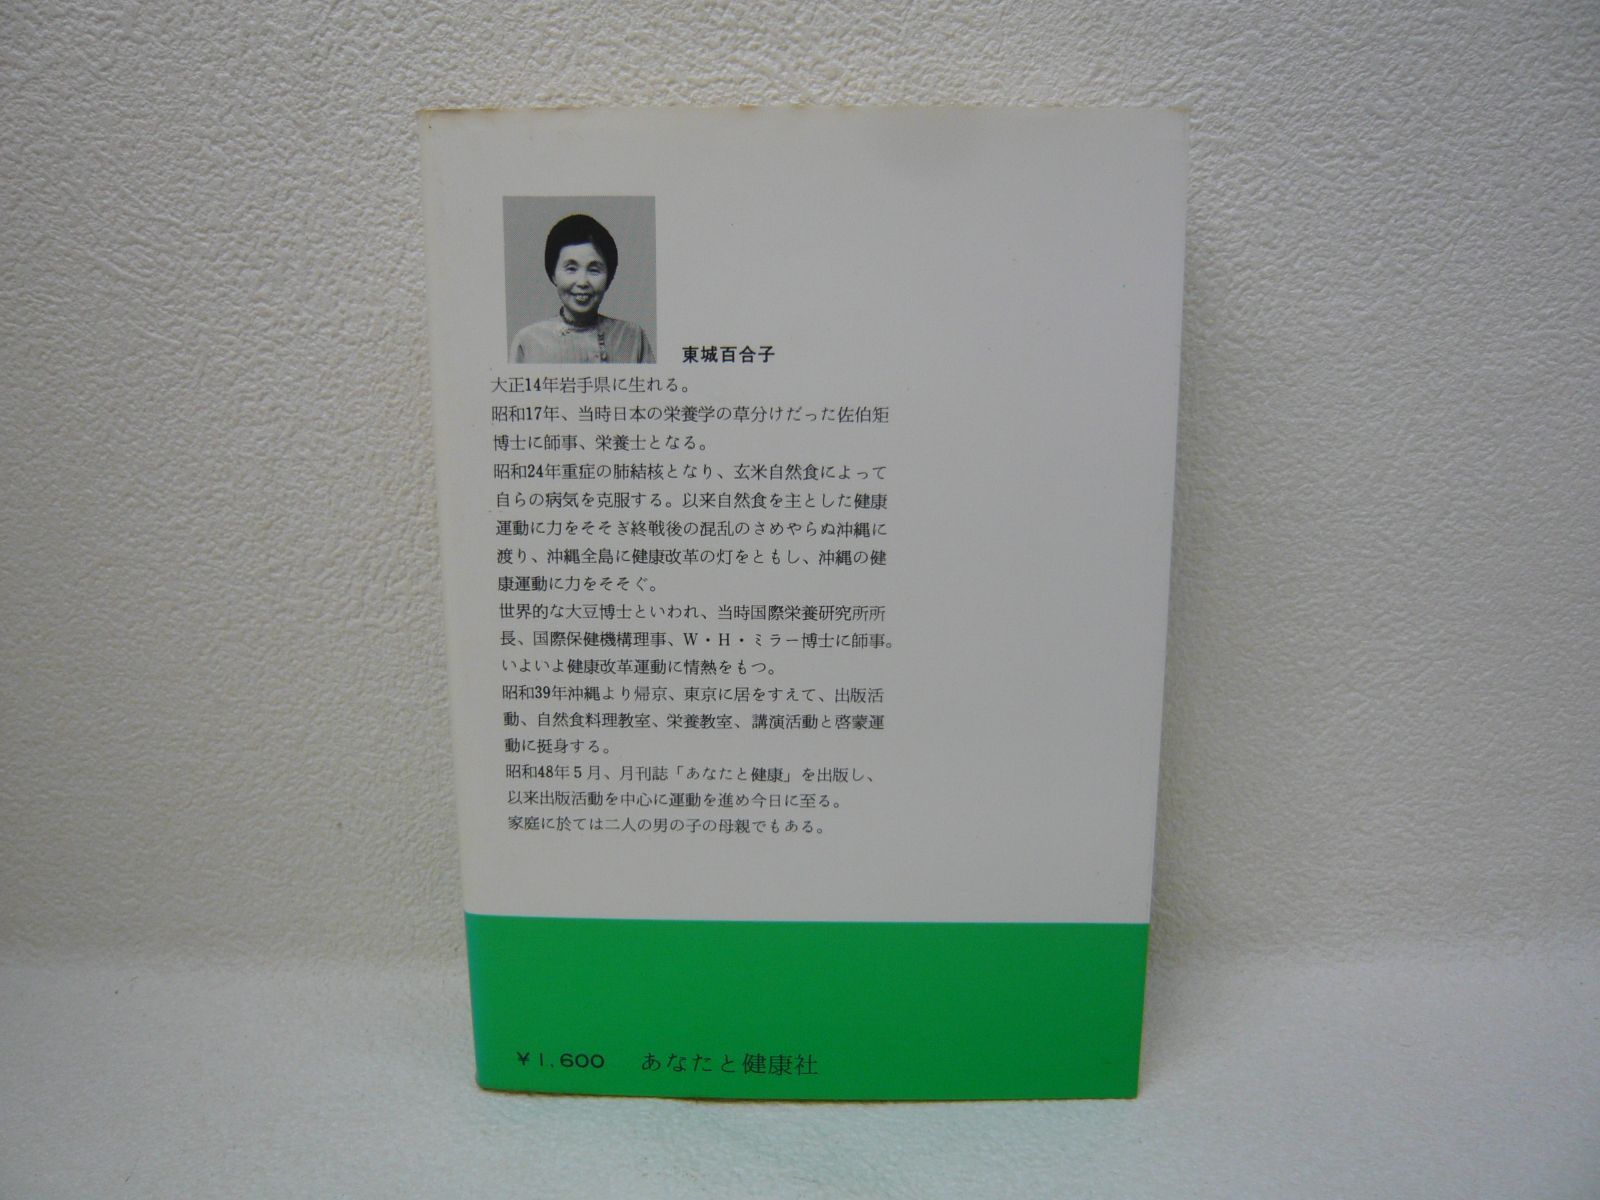 東城百合子
大正14年岩手県に生れる。
昭和17年、当時日本の栄養学の草分けだった佐伯矩
博士に師事、栄養士となる。
昭和24年重症の肺結核となり、玄米自然食によって
自らの病気を克服する。以来自然食を主とした健康
運動に力をそそぎ終戦後の混乱のさめやらぬ沖縄に
渡り、沖縄全島に健康改革の灯をともし、沖縄の健
康運動に力をそそぐ。
世界的な大豆博士といわれ、当時国際栄養研究所所
長、国際保健機構理事、W・H・ミラー博士に師事。
いよいよ健康改革運動に情熱をもつ。
昭和39年沖縄より帰京、東京に居をすえて、出版活
動、自然食料理教室、栄養教室、講演活動と啓蒙運
動に挺身する。
昭和48年5月、月刊誌「あなたと健康」を出版し、
以来出版活動を中心に運動を進め今日に至る。
家庭に於ては二人の男の子の母親でもある。
¥1,600 あなたと健康社